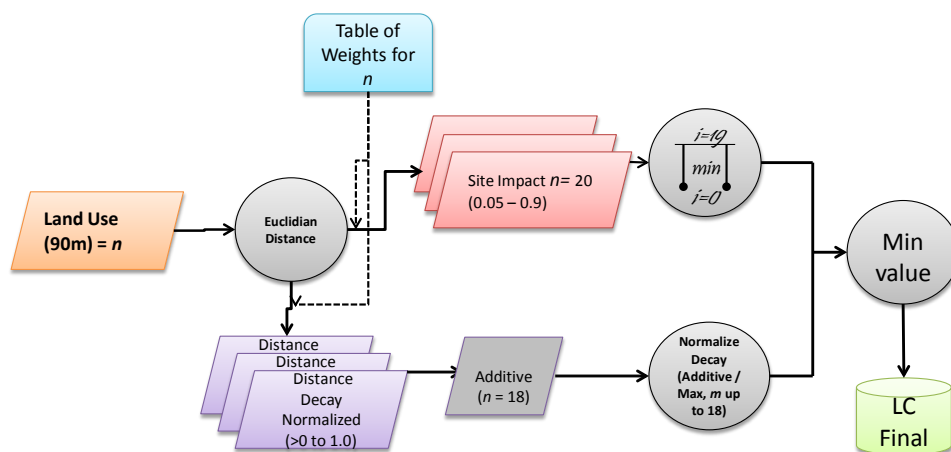 Table of
Weights for
n
Land Use
(90m) = n
Euclidian
Distance
Site Impact n= 20
(0.05 – 0.9)
i=19
min
i=0
Min
value
Distance
Distance
Distance
Decay
Normalized
(>0 to 1.0)
Additive
(n = 18)
Normalize
Decay
(Additive /
Max, m up
to 18)
LC
Final